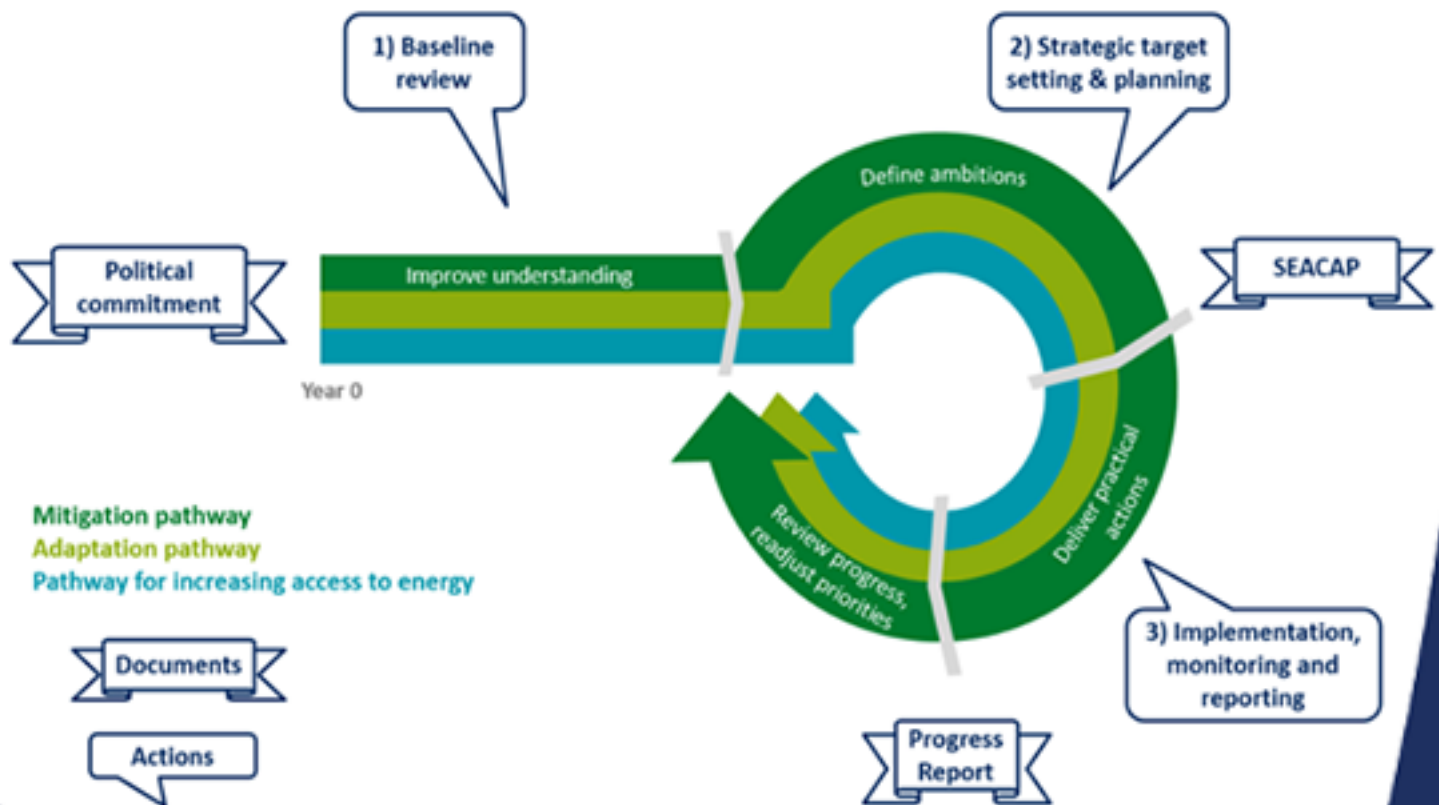 1) Baseline
review
2) Strategic target
setting & planning
Define ambitions
Political
commitment
Improve understanding
SEACAP
Year 0
Deliver practical
actions
Review progress,
readjust priorities
Mitigation pathway
Adaptation pathway
Pathway for increasing access to energy
3) Implementation,
monitoring and
reporting
Documents
Actions
Progress
Report